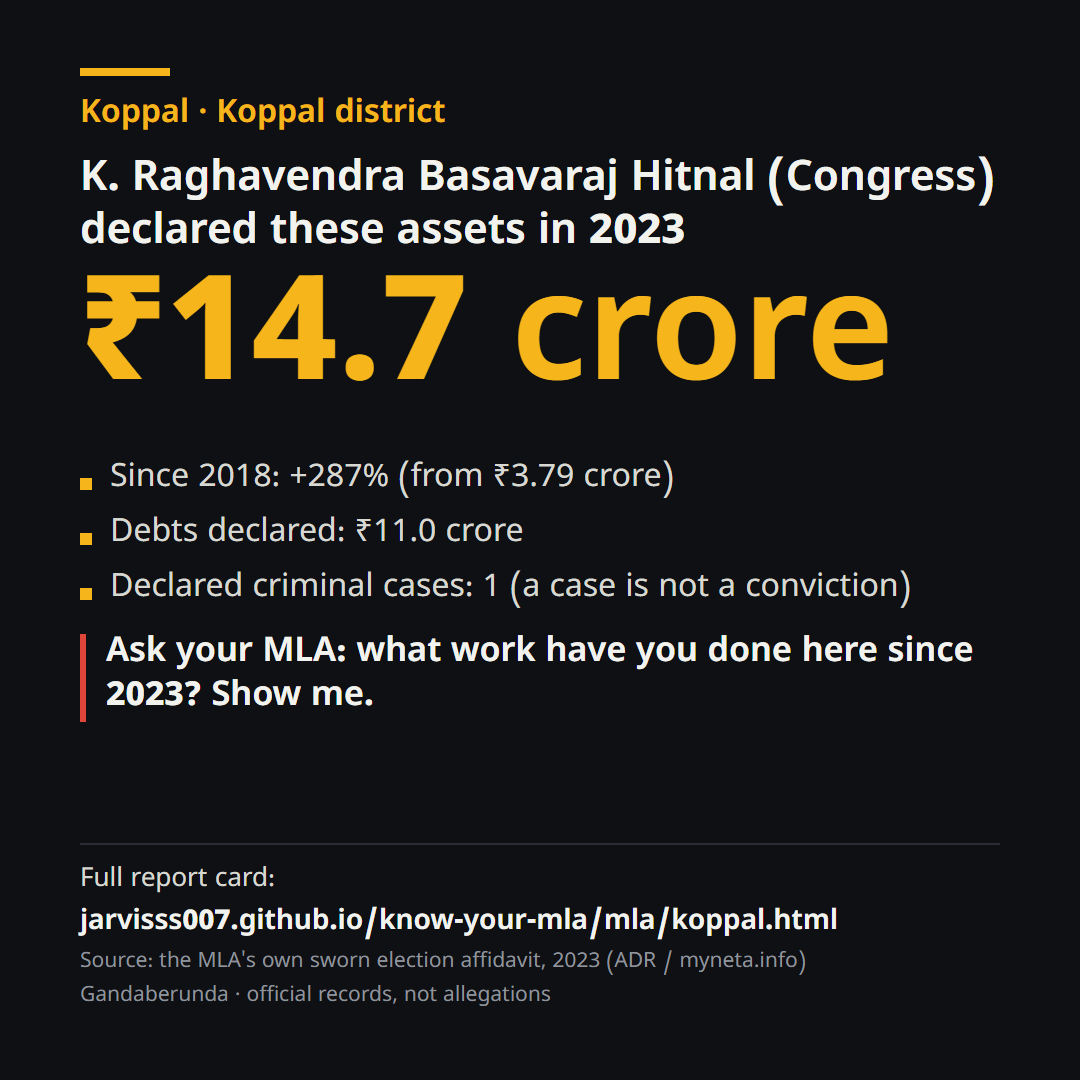 Koppal · Koppal district
K. Raghavendra Basavaraj Hitnal (Congress)
declared these assets in 2023
₹14.7 crore
Since 2018: +287% (from ₹3.79 crore)
Debts declared: ₹11.0 crore
Declared criminal cases: 1 (a case is not a conviction)
Ask your MLA: what work have you done here since
2023? Show me.
Full report card:
jarvisss007.github.io/know-your-mla/mla/koppal.html
Source: the MLA's own sworn election affidavit, 2023 (ADR / myneta.info)
Gandaberunda · official records, not allegations